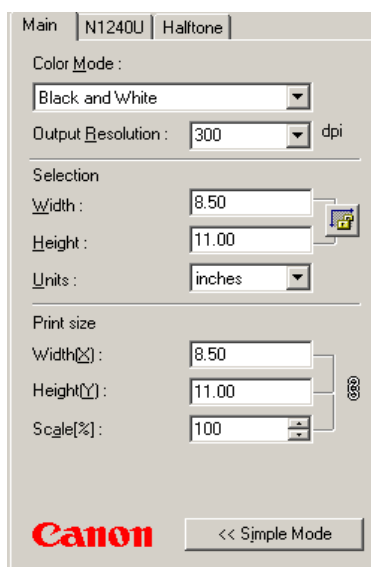 Main N1240U Halftone
Color Mode :
Black and White
Output Resolution : 300 dpi
Selection
Width : 8.50
Height : 11.00
Units : inches
Print size
Width(X) : 8.50
Height(Y) : 11.00
Scale[%] : 100
Canon << Simple Mode